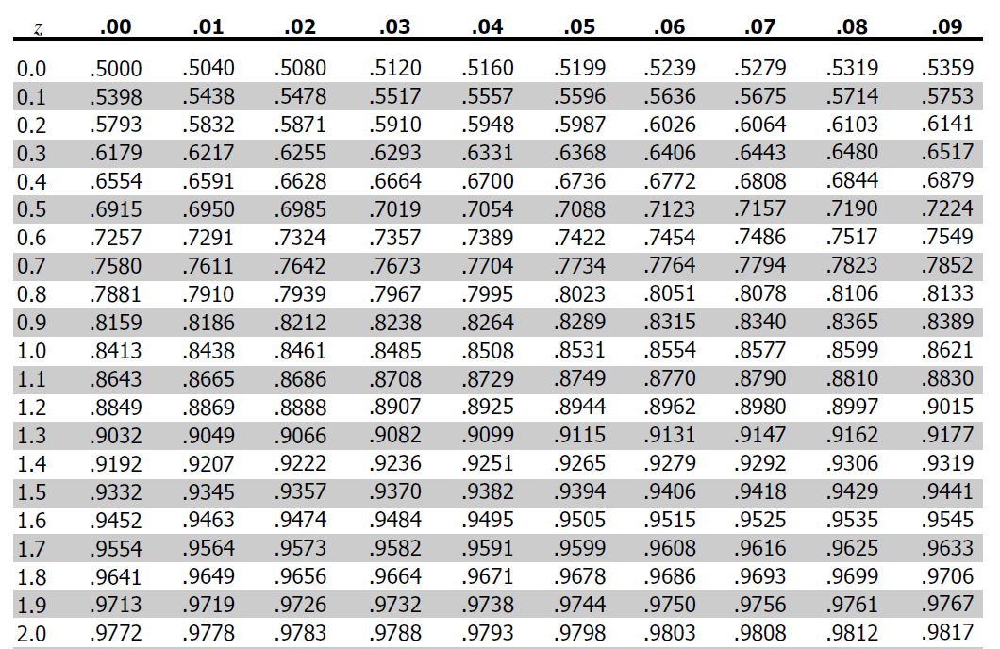 z .00 .01 .02 .03 .04 .05 .06 .07 .08 .09
0.0 .5000 .5040 .5080 .5120 .5160 .5199 .5239 .5279 .5319 .5359
0.1 .5398 .5438 .5478 .5517 .5557 .5596 .5636 .5675 .5714 .5753
0.2 .5793 .5832 .5871 .5910 .5948 .5987 .6026 .6064 .6103 .6141
0.3 .6179 .6217 .6255 .6293 .6331 .6368 .6406 .6443 .6480 .6517
0.4 .6554 .6591 .6628 .6664 .6700 .6736 .6772 .6808 .6844 .6879
0.5 .6915 .6950 .6985 .7019 .7054 .7088 .7123 .7157 .7190 .7224
0.6 .7257 .7291 .7324 .7357 .7389 .7422 .7454 .7486 .7517 .7549
0.7 .7580 .7611 .7642 .7673 .7704 .7734 .7764 .7794 .7823 .7852
0.8 .7881 .7910 .7939 .7967 .7995 .8023 .8051 .8078 .8106 .8133
0.9 .8159 .8186 .8212 .8238 .8264 .8289 .8315 .8340 .8365 .8389
1.0 .8413 .8438 .8461 .8485 .8508 .8531 .8554 .8577 .8599 .8621
1.1 .8643 .8665 .8686 .8708 .8729 .8749 .8770 .8790 .8810 .8830
1.2 .8849 .8869 .8888 .8907 .8925 .8944 .8962 .8980 .8997 .9015
1.3 .9032 .9049 .9066 .9082 .9099 .9115 .9131 .9147 .9162 .9177
1.4 .9192 .9207 .9222 .9236 .9251 .9265 .9279 .9292 .9306 .9319
1.5 .9332 .9345 .9357 .9370 .9382 .9394 .9406 .9418 .9429 .9441
1.6 .9452 .9463 .9474 .9484 .9495 .9505 .9515 .9525 .9535 .9545
1.7 .9554 .9564 .9573 .9582 .9591 .9599 .9608 .9616 .9625 .9633
1.8 .9641 .9649 .9656 .9664 .9671 .9678 .9686 .9693 .9699 .9706
1.9 .9713 .9719 .9726 .9732 .9738 .9744 .9750 .9756 .9761 .9767
2.0 .9772 .9778 .9783 .9788 .9793 .9798 .9803 .9808 .9812 .9817